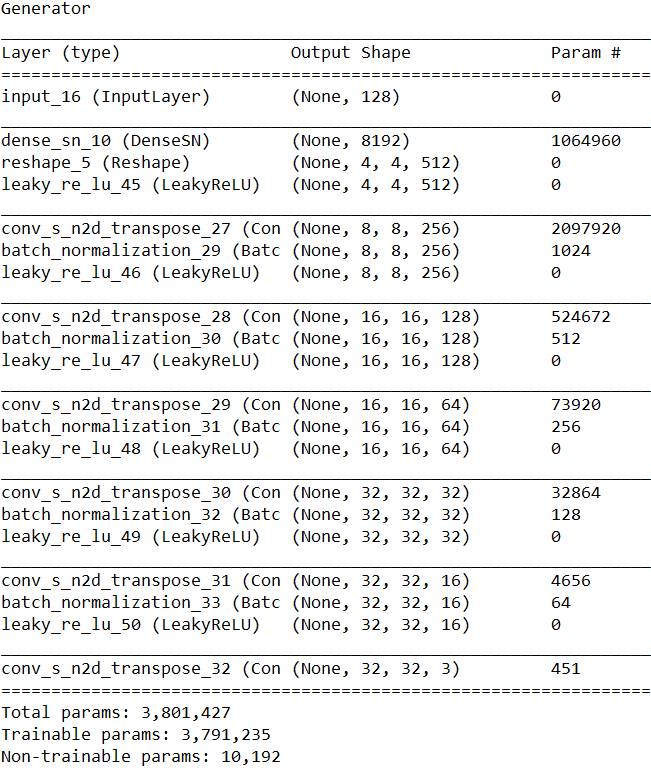 Generator
Layer (type) Output Shape Param #
input_16 (InputLayer) (None, 128) 0
dense_sn_10 (DenseSN) (None, 8192) 1064960
reshape_5 (Reshape) (None, 4, 4, 512) 0
leaky_re_lu_45 (LeakyReLU) (None, 4, 4, 512) 0
conv_s_n2d_transpose_27 (Con (None, 8, 8, 256) 2097920
batch_normalization_29 (Batc (None, 8, 8, 256) 1024
leaky_re_lu_46 (LeakyReLU) (None, 8, 8, 256) 0
conv_s_n2d_transpose_28 (Con (None, 16, 16, 128) 524672
batch_normalization_30 (Batc (None, 16, 16, 128) 512
leaky_re_lu_47 (LeakyReLU) (None, 16, 16, 128) 0
conv_s_n2d_transpose_29 (Con (None, 16, 16, 64) 73920
batch_normalization_31 (Batc (None, 16, 16, 64) 256
leaky_re_lu_48 (LeakyReLU) (None, 16, 16, 64) 0
conv_s_n2d_transpose_30 (Con (None, 32, 32, 32) 32864
batch_normalization_32 (Batc (None, 32, 32, 32) 128
leaky_re_lu_49 (LeakyReLU) (None, 32, 32, 32) 0
conv_s_n2d_transpose_31 (Con (None, 32, 32, 16) 4656
batch_normalization_33 (Batc (None, 32, 32, 16) 64
leaky_re_lu_50 (LeakyReLU) (None, 32, 32, 16) 0
conv_s_n2d_transpose_32 (Con (None, 32, 32, 3) 451
Total params: 3,801,427
Trainable params: 3,791,235
Non-trainable params: 10,192